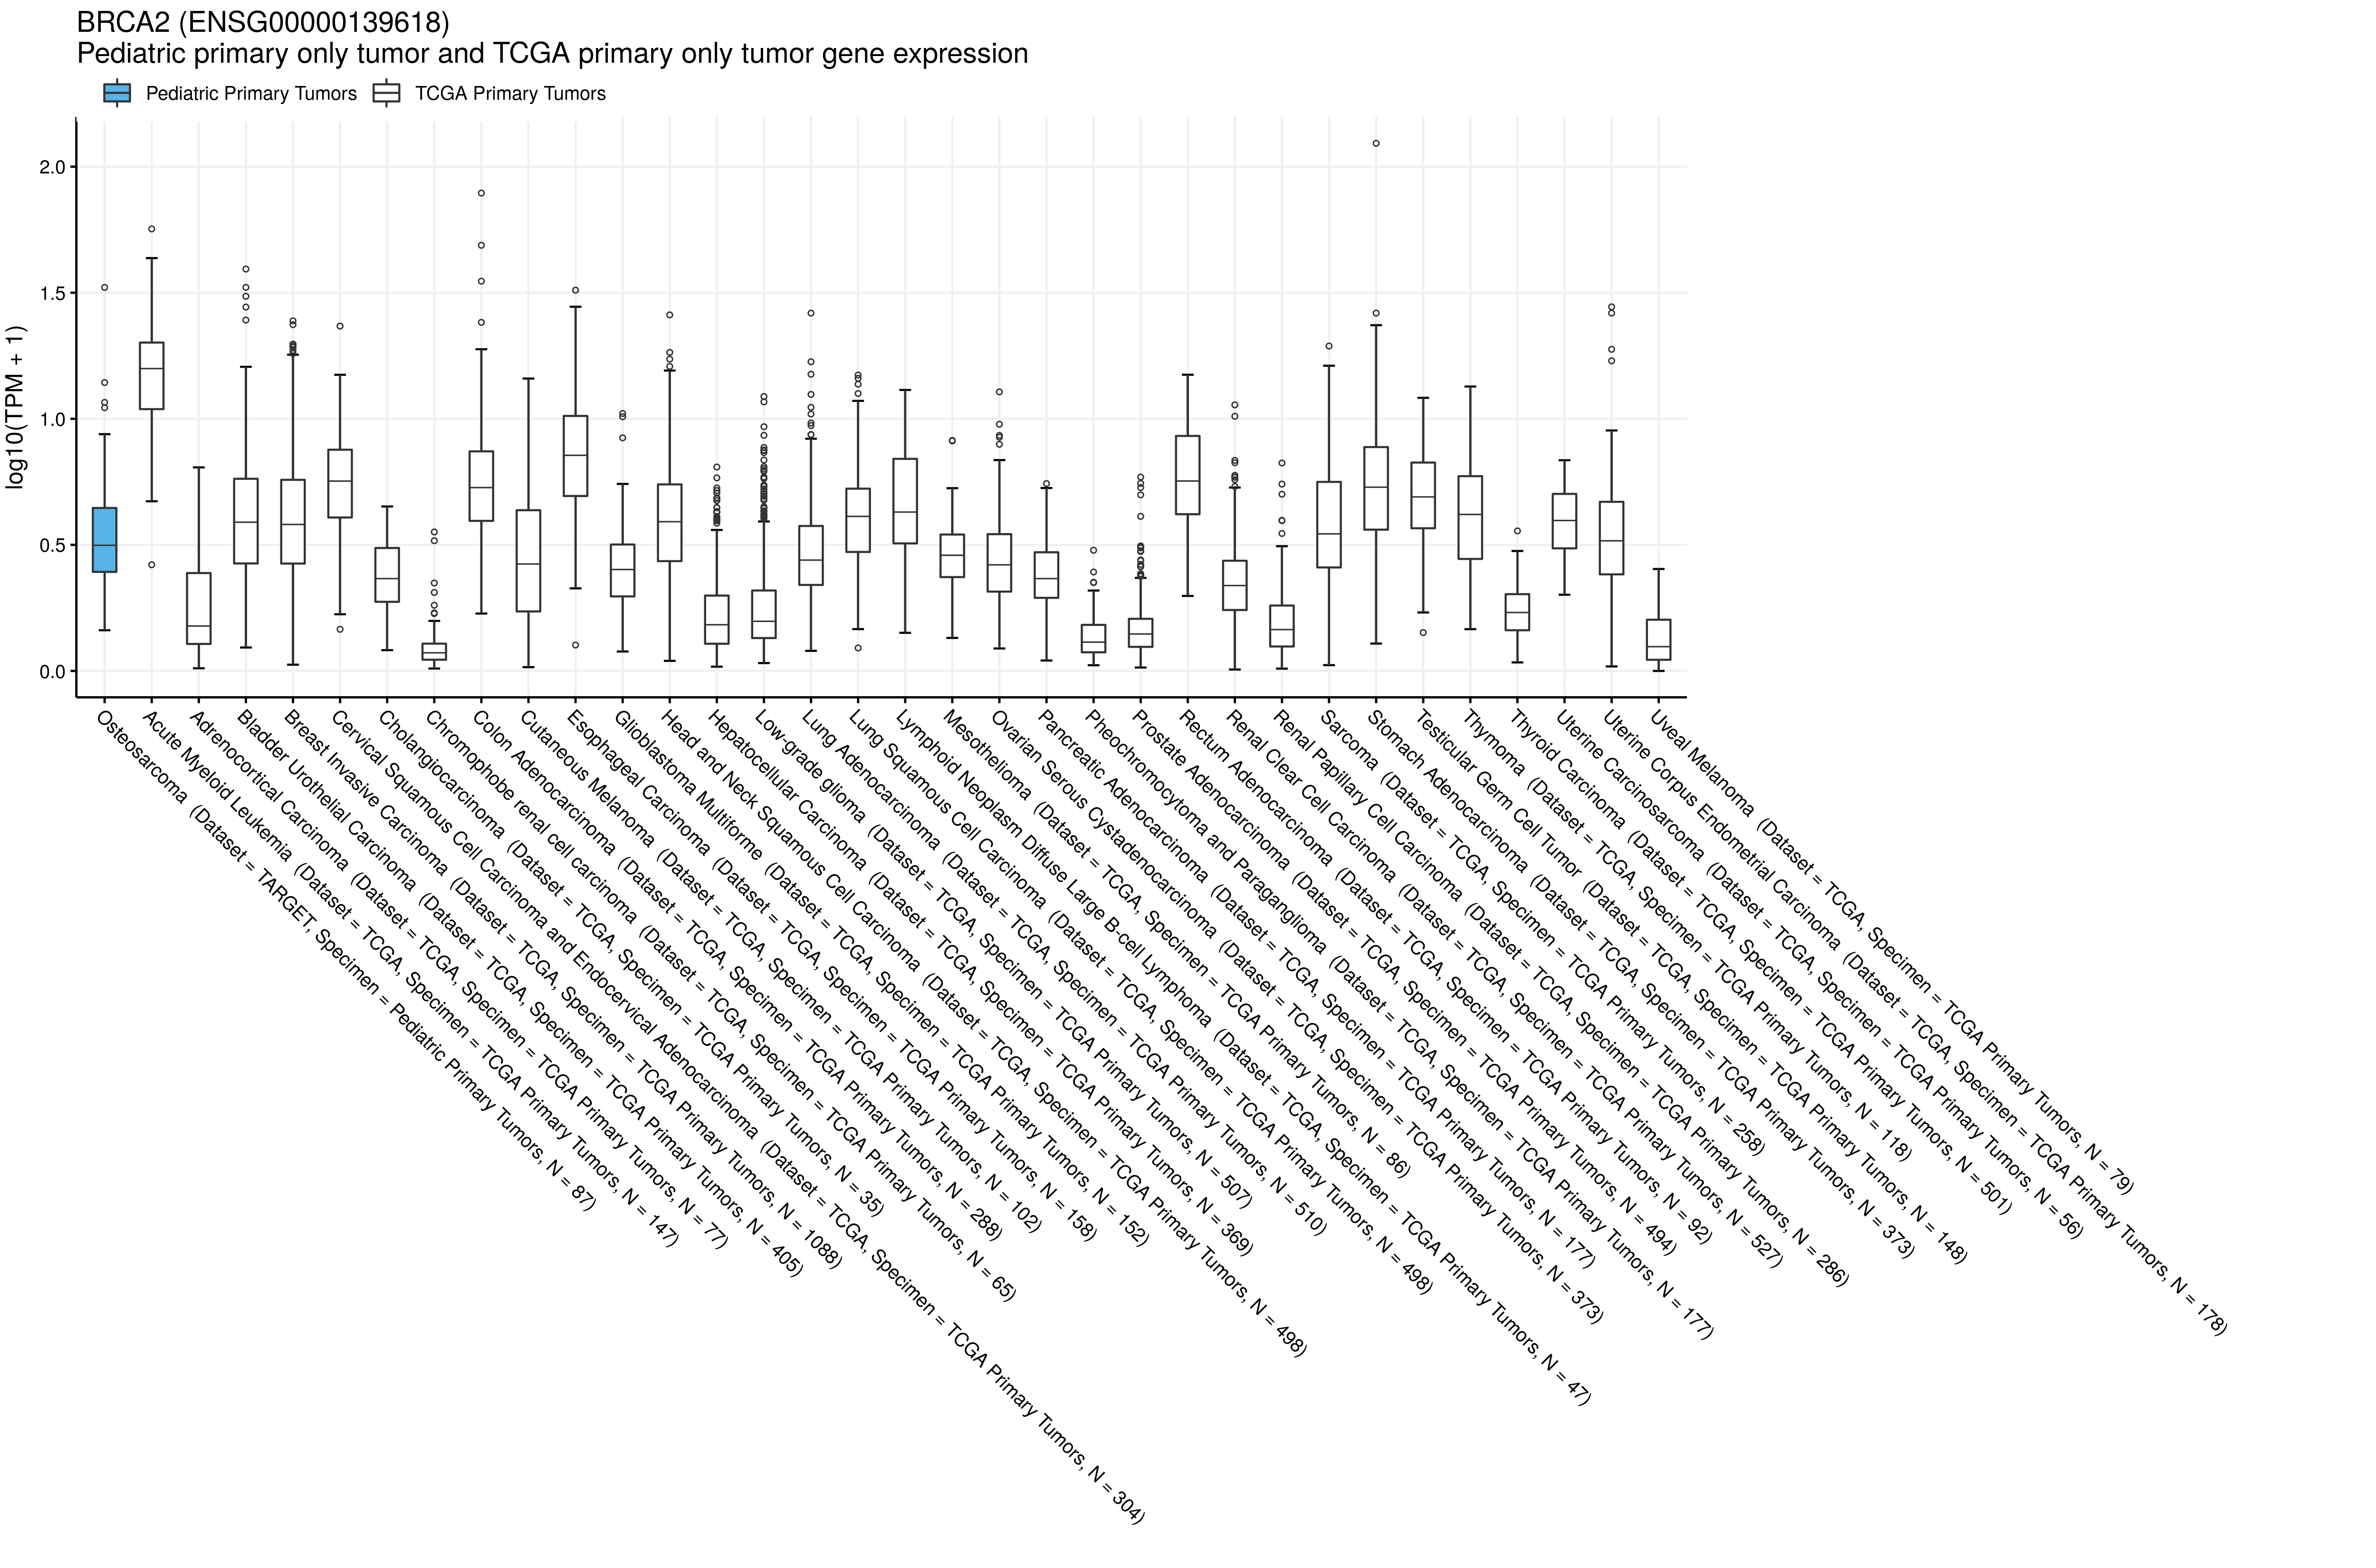 BRCA2 (ENSG00000139618)
Pediatric primary only tumor and TCGA primary only tumor gene expression
Pediatric Primary Tumors
TCGA Primary Tumors
log10(TPM + 1)
2.0
1.5
1.0
0.5
0.0
Osteosarcoma (Dataset = TARGET, Specimen = Pediatric Primary Tumors, N = 87)
Acute Myeloid Leukemia (Dataset = TCGA, Specimen = TCGA Primary Tumors, N = 147)
Adrenocortical Carcinoma (Dataset = TCGA, Specimen = TCGA Primary Tumors, N = 77)
Bladder Urothelial Carcinoma (Dataset = TCGA, Specimen = TCGA Primary Tumors, N = 405)
Breast Invasive Carcinoma (Dataset = TCGA, Specimen = TCGA Primary Tumors, N = 1088)
Cervical Squamous Cell Carcinoma and Endocervical Adenocarcinoma (Dataset = TCGA, Specimen = TCGA Primary Tumors, N = 304)
Cholangiocarcinoma (Dataset = TCGA, Specimen = TCGA Primary Tumors, N = 35)
Chromophobe renal cell carcinoma (Dataset = TCGA, Specimen = TCGA Primary Tumors, N = 65)
Colon Adenocarcinoma (Dataset = TCGA, Specimen = TCGA Primary Tumors, N = 288)
Cutaneous Melanoma (Dataset = TCGA, Specimen = TCGA Primary Tumors, N = 102)
Esophageal Carcinoma (Dataset = TCGA, Specimen = TCGA Primary Tumors, N = 158)
Glioblastoma Multiforme (Dataset = TCGA, Specimen = TCGA Primary Tumors, N = 152)
Head and Neck Squamous Cell Carcinoma (Dataset = TCGA, Specimen = TCGA Primary Tumors, N = 498)
Hepatocellular Carcinoma (Dataset = TCGA, Specimen = TCGA Primary Tumors, N = 369)
Low-grade glioma (Dataset = TCGA, Specimen = TCGA Primary Tumors, N = 507)
Lung Adenocarcinoma (Dataset = TCGA, Specimen = TCGA Primary Tumors, N = 510)
Lung Squamous Cell Carcinoma (Dataset = TCGA, Specimen = TCGA Primary Tumors, N = 498)
Lymphoid Neoplasm Diffuse Large B-cell Lymphoma (Dataset = TCGA, Specimen = TCGA Primary Tumors, N = 47)
Mesothelioma (Dataset = TCGA, Specimen = TCGA Primary Tumors, N = 86)
Ovarian Serous Cystadenocarcinoma (Dataset = TCGA, Specimen = TCGA Primary Tumors, N = 373)
Pancreatic Adenocarcinoma (Dataset = TCGA, Specimen = TCGA Primary Tumors, N = 177)
Pheochromocytoma and Paraganglioma (Dataset = TCGA, Specimen = TCGA Primary Tumors, N = 177)
Prostate Adenocarcinoma (Dataset = TCGA, Specimen = TCGA Primary Tumors, N = 494)
Rectum Adenocarcinoma (Dataset = TCGA, Specimen = TCGA Primary Tumors, N = 92)
Renal Clear Cell Carcinoma (Dataset = TCGA, Specimen = TCGA Primary Tumors, N = 527)
Renal Papillary Cell Carcinoma (Dataset = TCGA, Specimen = TCGA Primary Tumors, N = 286)
Sarcoma (Dataset = TCGA, Specimen = TCGA Primary Tumors, N = 258)
Stomach Adenocarcinoma (Dataset = TCGA, Specimen = TCGA Primary Tumors, N = 373)
Testicular Germ Cell Tumor (Dataset = TCGA, Specimen = TCGA Primary Tumors, N = 148)
Thymoma (Dataset = TCGA, Specimen = TCGA Primary Tumors, N = 118)
Thyroid Carcinoma (Dataset = TCGA, Specimen = TCGA Primary Tumors, N = 501)
Uterine Carcinosarcoma (Dataset = TCGA, Specimen = TCGA Primary Tumors, N = 56)
Uterine Corpus Endometrial Carcinoma (Dataset = TCGA, Specimen = TCGA Primary Tumors, N = 178)
Uveal Melanoma (Dataset = TCGA, Specimen = TCGA Primary Tumors, N = 79)